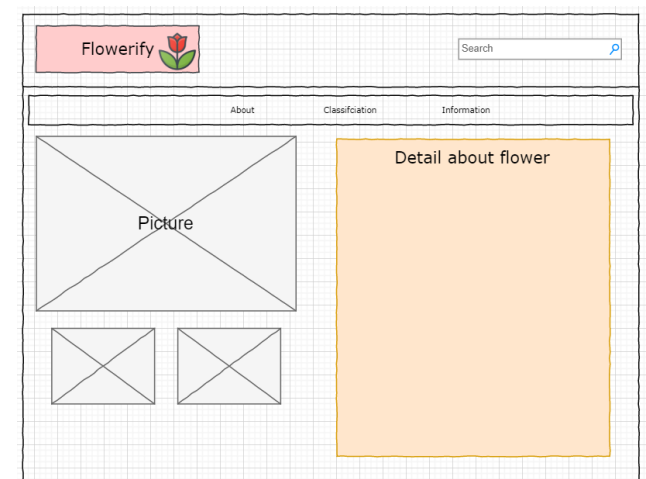 Flowerify
Search
About Classifciation Information
Picture
Detail about flower